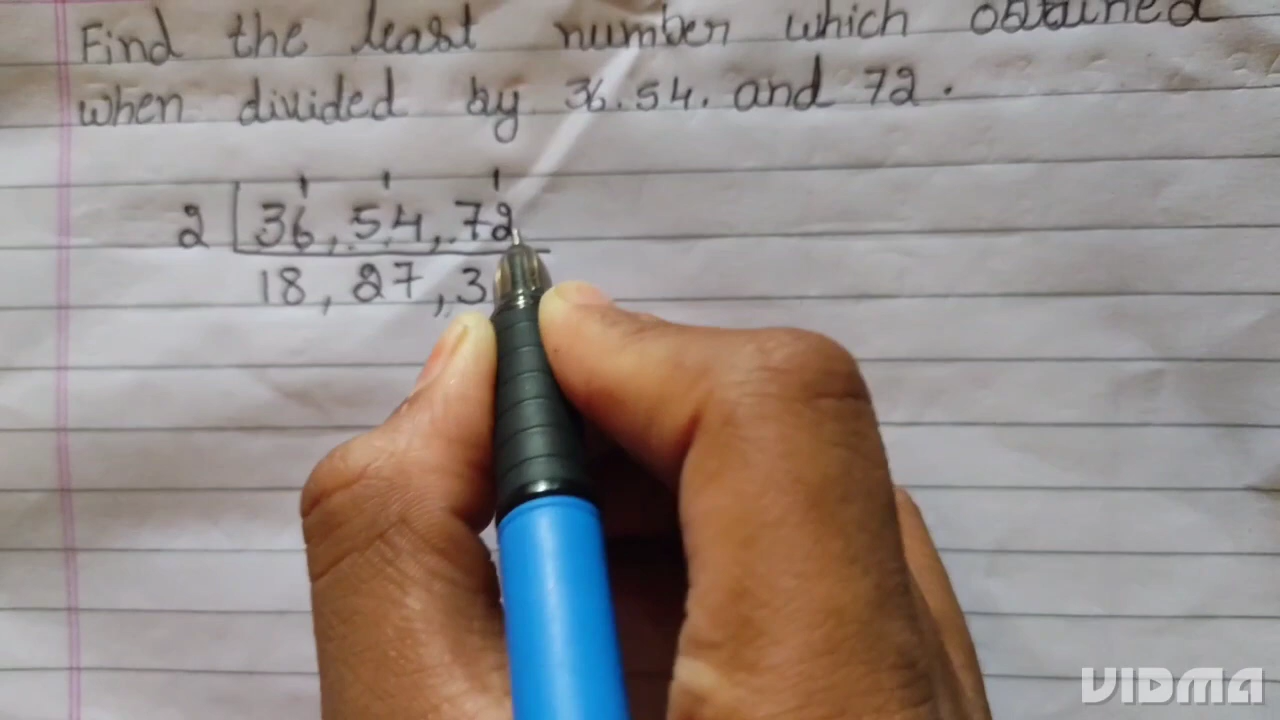 Find the least number which obtained
when divided by 36.54. and 72.
2 36, 54, 72
18, 27, 3
VIDMA